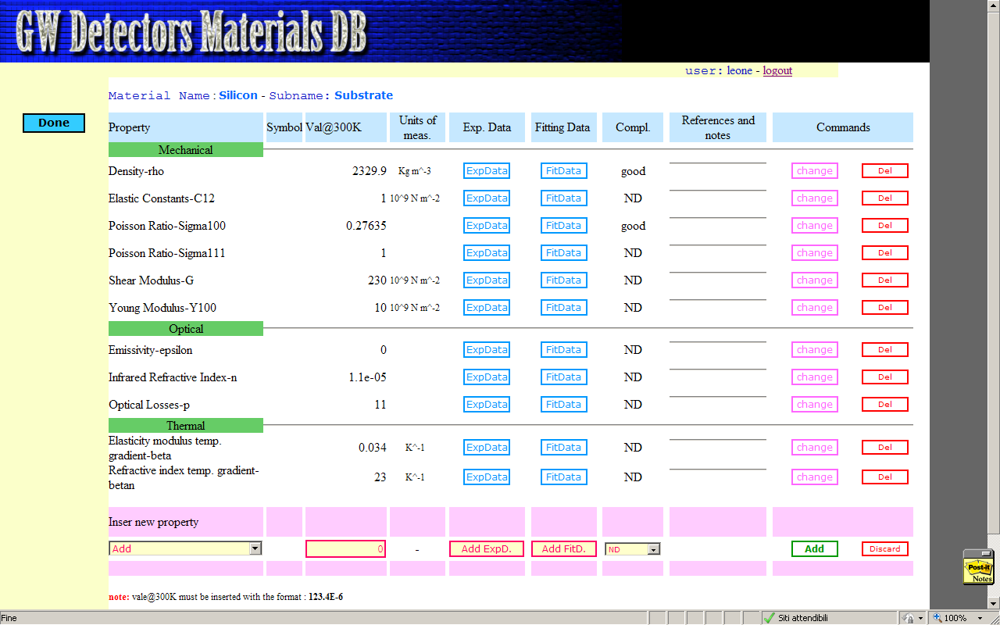 GW Detectors Materials DB
user: leone - logout
Material Name : Silicon - Subname: Substrate
Done
Property Symbol Val@300K Units of meas. Exp. Data Fitting Data Compl. References and notes Commands
Mechanical
Density-rho 2329.9 Kg m^-3 ExpData FitData good change Del
Elastic Constants-C12 1 10^9 N m^-2 ExpData FitData ND change Del
Poisson Ratio-Sigma100 0.27635 ExpData FitData good change Del
Poisson Ratio-Sigma111 1 ExpData FitData ND change Del
Shear Modulus-G 230 10^9 N m^-2 ExpData FitData ND change Del
Young Modulus-Y100 10 10^9 N m^-2 ExpData FitData ND change Del
Optical
Emissivity-epsilon 0 ExpData FitData ND change Del
Infrared Refractive Index-n 1.1e-05 ExpData FitData ND change Del
Optical Losses-p 11 ExpData FitData ND change Del
Thermal
Elasticity modulus temp. gradient-beta 0.034 K^-1 ExpData FitData ND change Del
Refractive index temp. gradient-betan 23 K^-1 ExpData FitData ND change Del
Inser new property
Add 0 - Add ExpD. Add FitD. ND Add Discard
Post-it Notes
note: vale@300K must be inserted with the format : 123.4E-6
Fine Siti attendibili 100%